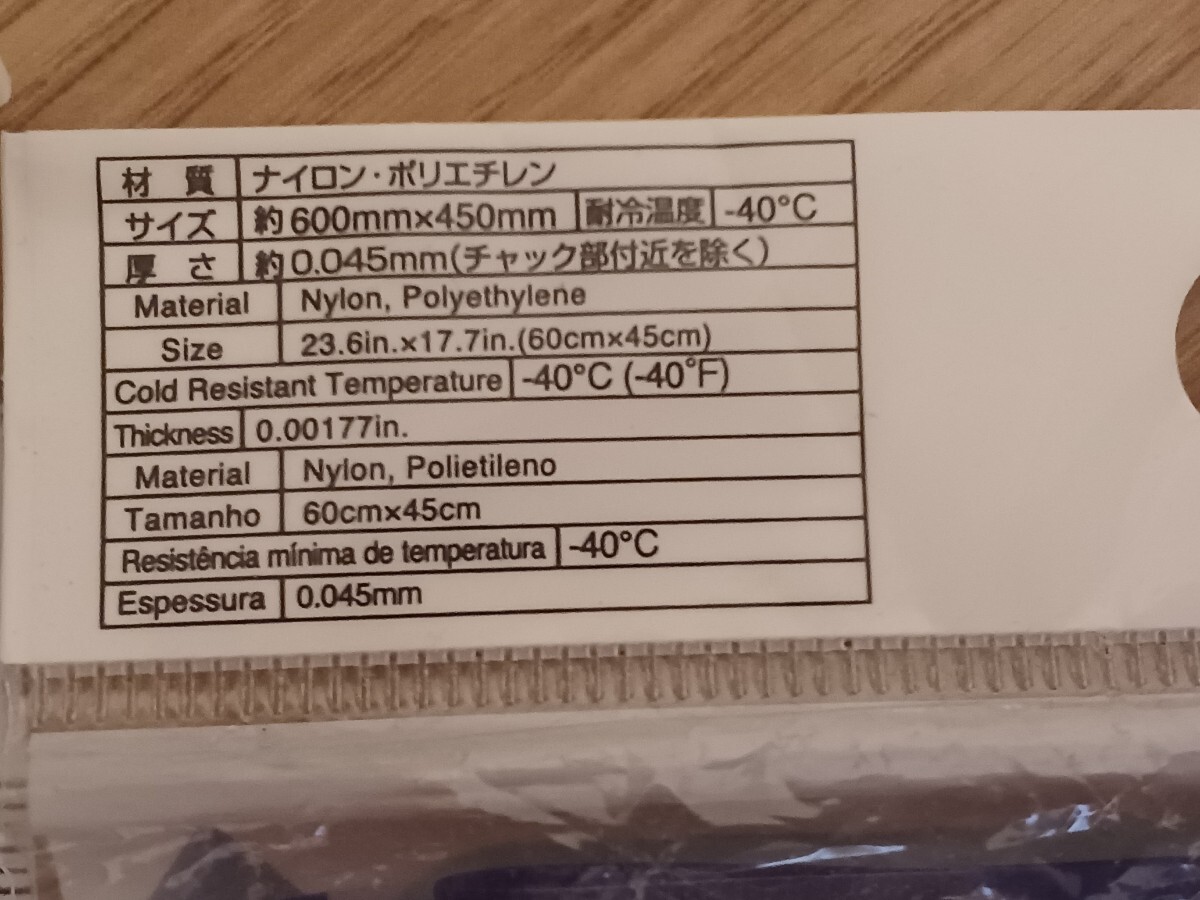 材 質 ナイロン・ポリエチレン
サイズ 約600mm×450mm 耐冷温度 -40°C
厚 さ 約0.045mm(チャック部付近を除く)
Material Nylon, Polyethylene
Size 23.6in.×17.7in.(60cm×45cm)
Cold Resistant Temperature -40°C (-40°F)
Thickness 0.00177in.
Material Nylon, Polietileno
Tamanho 60cm×45cm
Resistência mínima de temperatura -40°C
Espessura 0.045mm